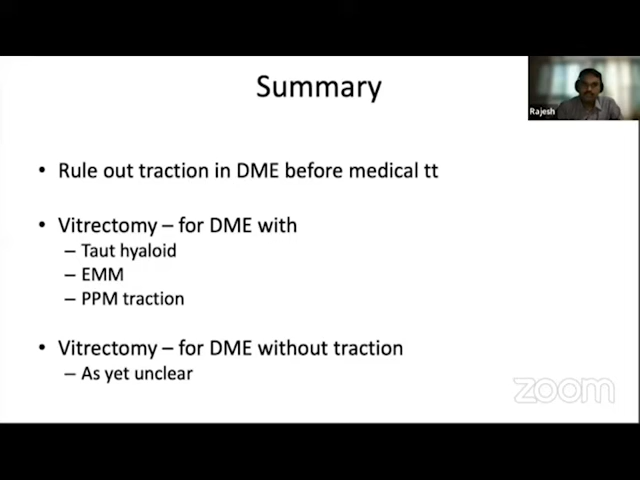 Summary
Rajesh
• Rule out traction in DME before medical tt
• Vitrectomy – for DME with
– Taut hyaloid
– EMM
– PPM traction
• Vitrectomy – for DME without traction
– As yet unclear
zoom